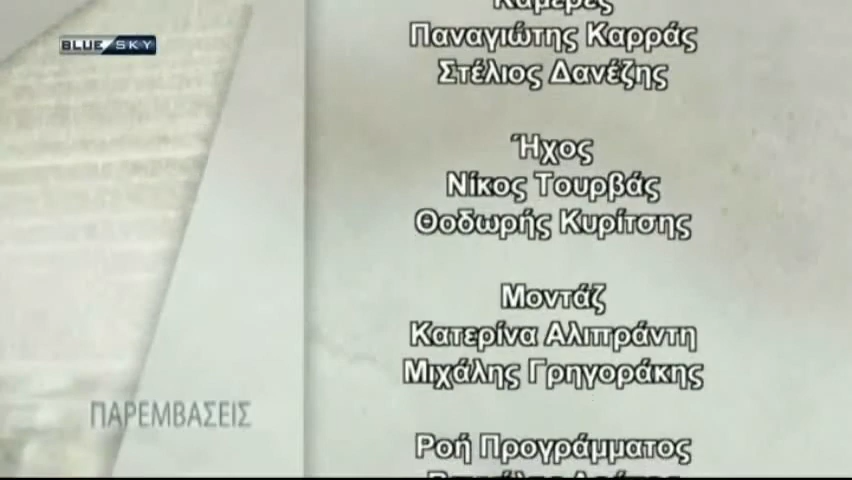 BLUE SKY
Κάμερες
Παναγιώτης Καρράς
Στέλιος Δανέζης
Ήχος
Νίκος Τουρβάς
Θοδωρής Κυρίτσης
Μοντάζ
Κατερίνα Αλιπράντη
Μιχάλης Γρηγοράκης
ΠΑΡΕΜΒΑΣΕΙΣ
Ροή Προγράμματος